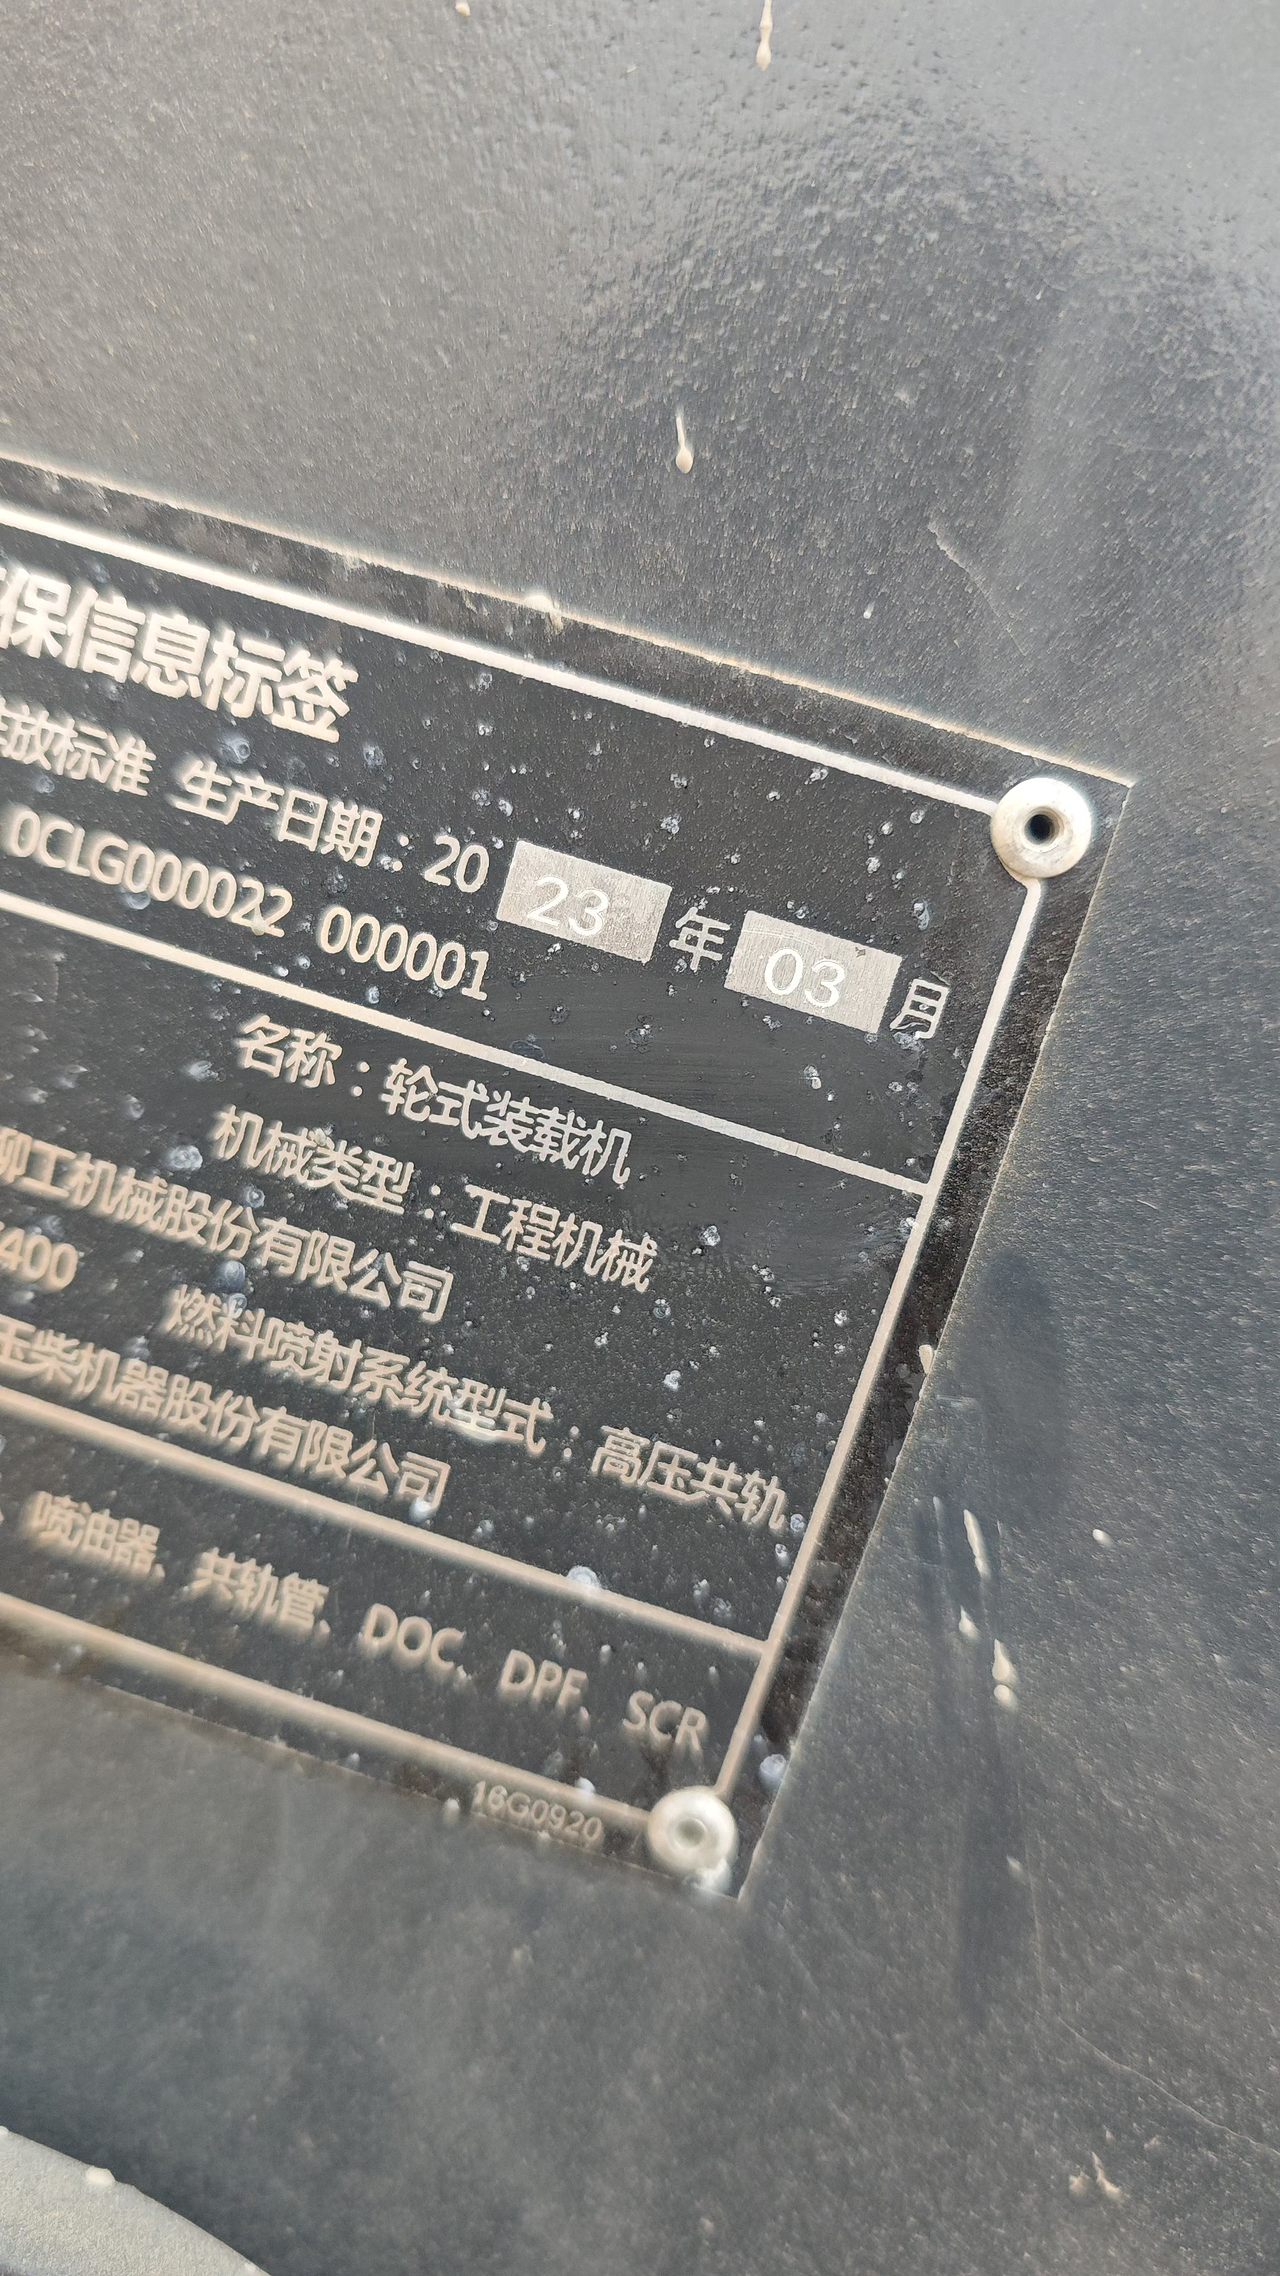 保信息标签
放标准 生产日期：20 23 年 03 月
0CLG000022 000001
名称：轮式装载机
机械类型：工程机械
柳工机械股份有限公司
400 燃料喷射系统型式：高压共轨
玉柴机器股份有限公司
、喷油器、共轨管、DOC、DPF、SCR
16G0920